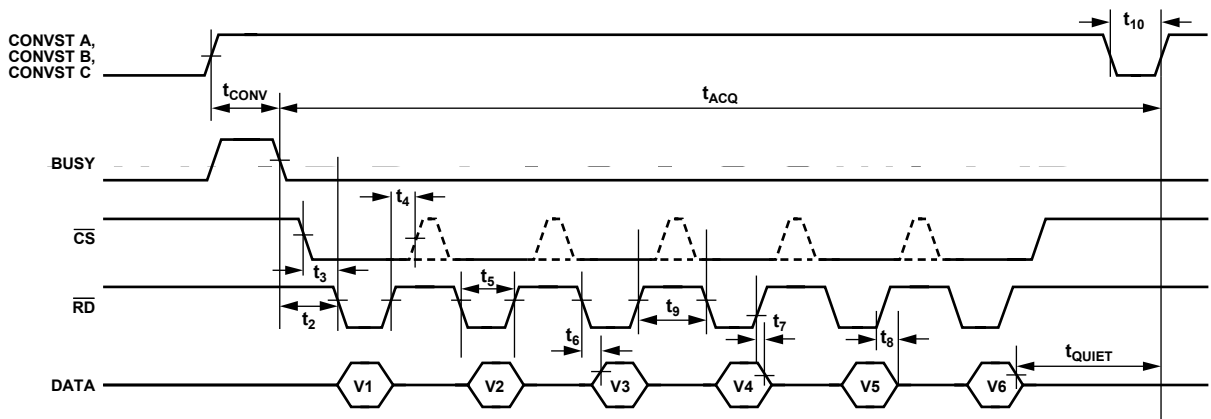 CONVST A,
CONVST B,
CONVST C
t10
tCONV
tACQ
BUSY
t4
CS
t3
t5
RD
t2
t9
t7
t6
t8
tQUIET
DATA
V1
V2
V3
V4
V5
V6